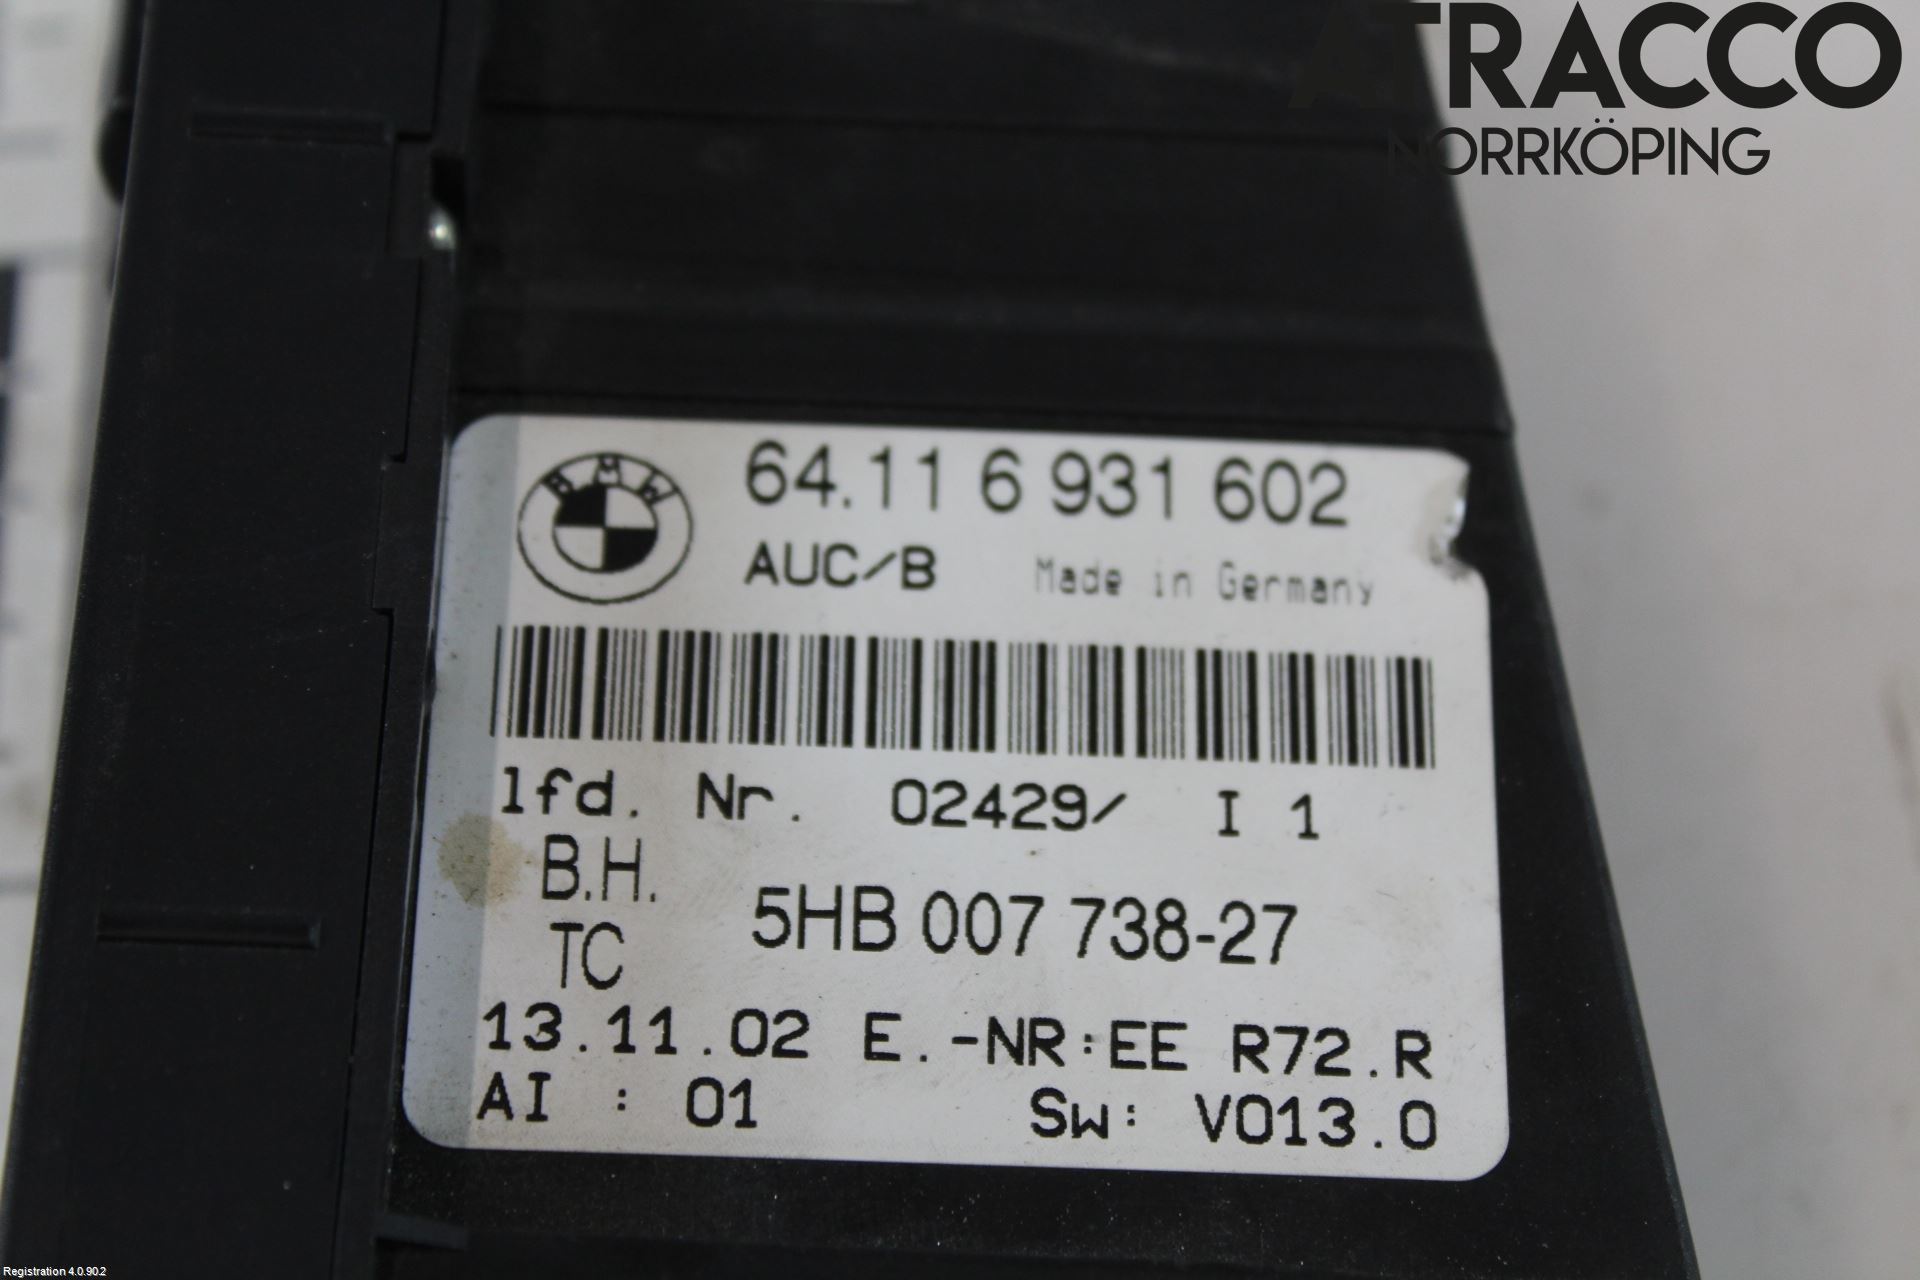 ATRACCO
NORRKÖPING
BMW
64.11 6 931 602
AUC/B Made in Germany
lfd. Nr. 02429/ I 1
B.H.
TC 5HB 007 738-27
13.11.02 E.-NR:EE R72.R
AI : 01 Sw: V013.0
Registration 4.0.90.2